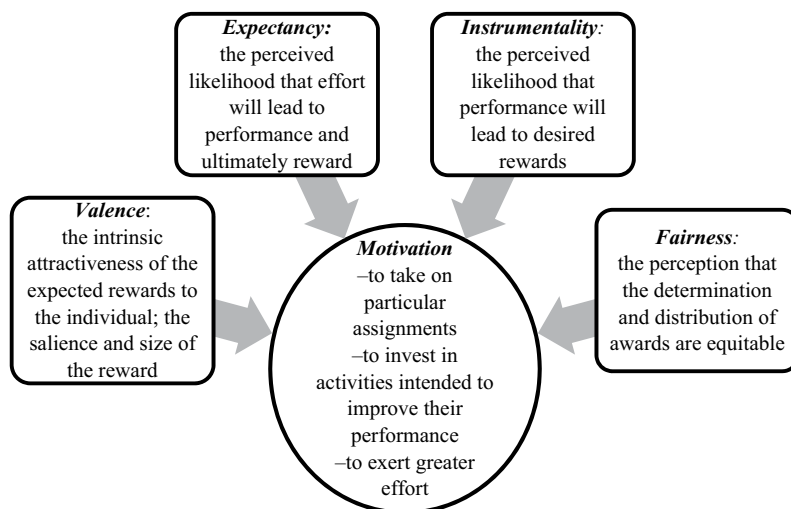 Expectancy:
the perceived
likelihood that effort
will lead to
performance and
ultimately reward
Instrumentality:
the perceived
likelihood that
performance will
lead to desired
rewards
Valence:
the intrinsic
attractiveness of the
expected rewards to
the individual; the
salience and size of
the reward
Motivation
–to take on
particular
assignments
–to invest in
activities intended to
improve their
performance
–to exert greater
effort
Fairness:
the perception that
the determination
and distribution of
awards are equitable